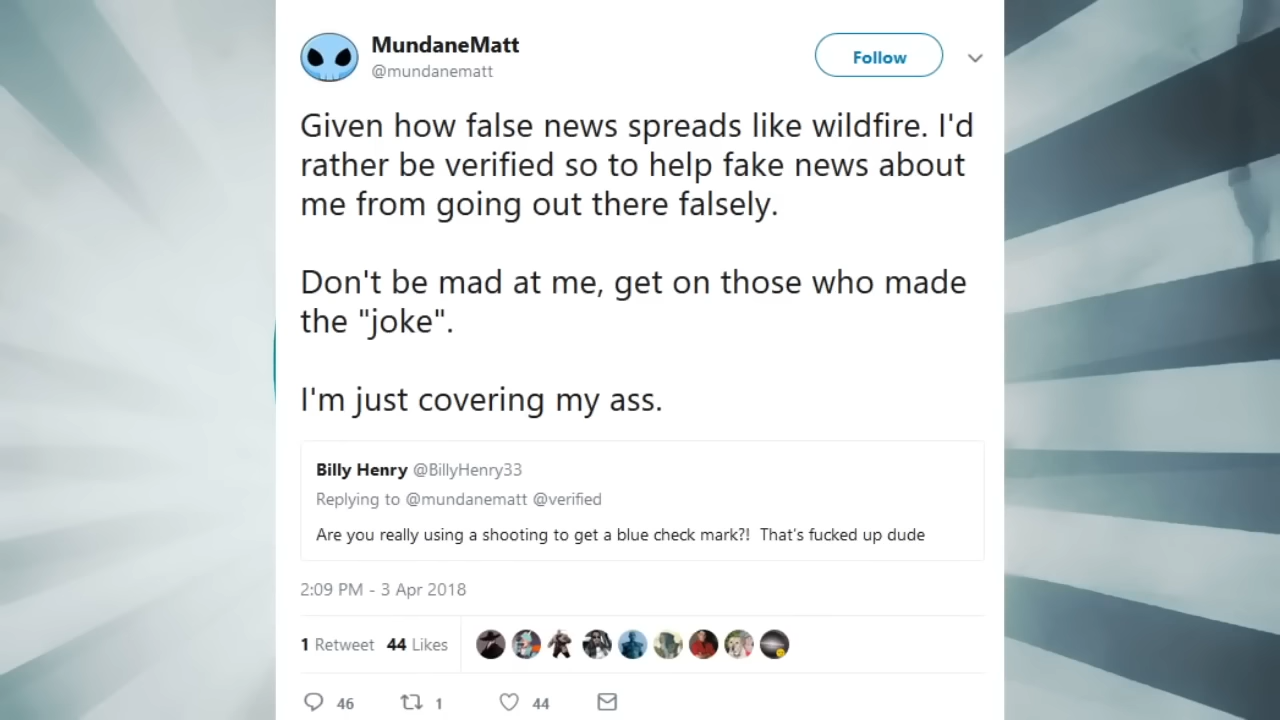 MundaneMatt
@mundanematt
Follow
Given how false news spreads like wildfire. I'd
rather be verified so to help fake news about
me from going out there falsely.
Don't be mad at me, get on those who made
the "joke".
I'm just covering my ass.
Billy Henry @BillyHenry33
Replying to @mundanematt @verified
Are you really using a shooting to get a blue check mark?! That's fucked up dude
2:09 PM - 3 Apr 2018
1 Retweet 44 Likes
46 1 44